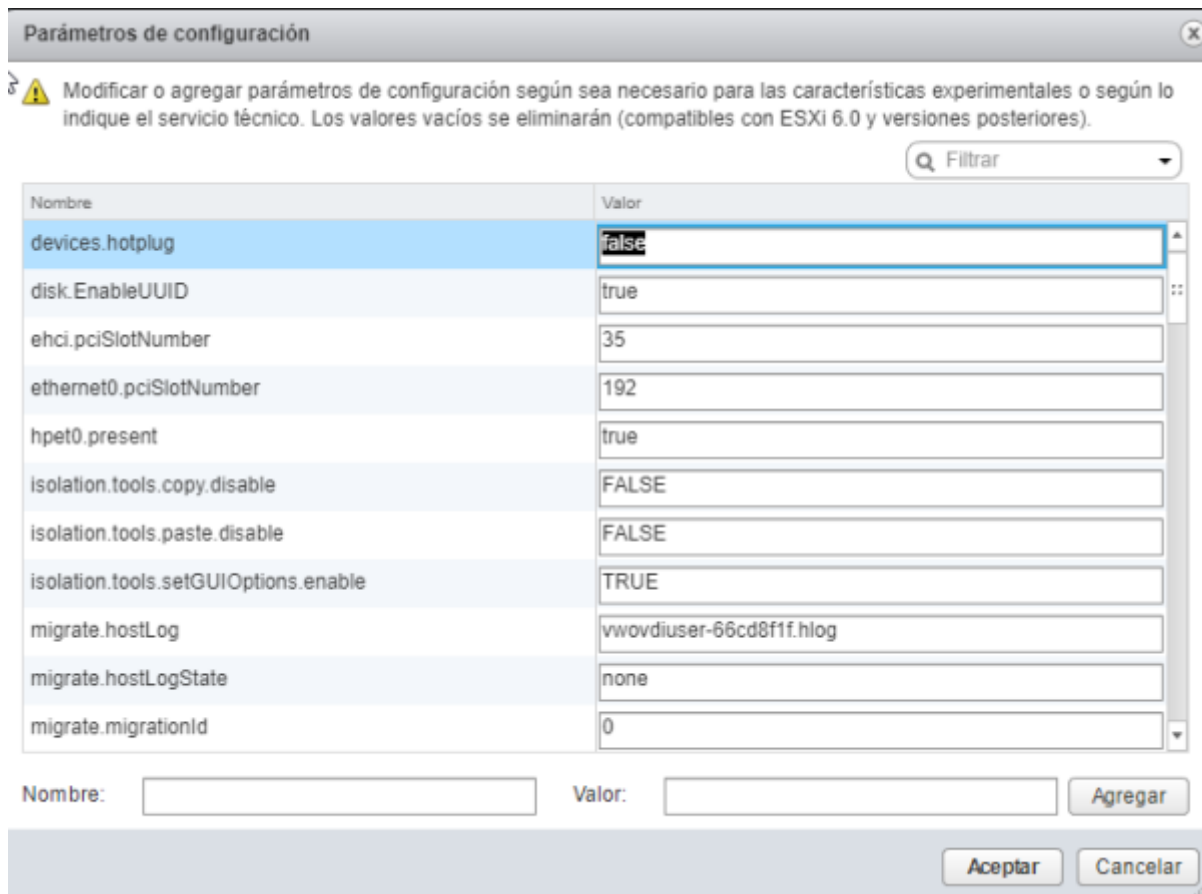 Parámetros de configuración
Modificar o agregar parámetros de configuración según sea necesario para las características experimentales o según lo
indique el servicio técnico. Los valores vacíos se eliminarán (compatibles con ESXi 6.0 y versiones posteriores).
Filtrar
Nombre Valor
devices.hotplug false
disk.EnableUUID true
ehci.pciSlotNumber 35
ethernet0.pciSlotNumber 192
hpet0.present true
isolation.tools.copy.disable FALSE
isolation.tools.paste.disable FALSE
isolation.tools.setGUIOptions.enable TRUE
migrate.hostLog vwovdiuser-66cd8f1f.hlog
migrate.hostLogState none
migrate.migrationId 0
Nombre: Valor: Agregar
Aceptar Cancelar